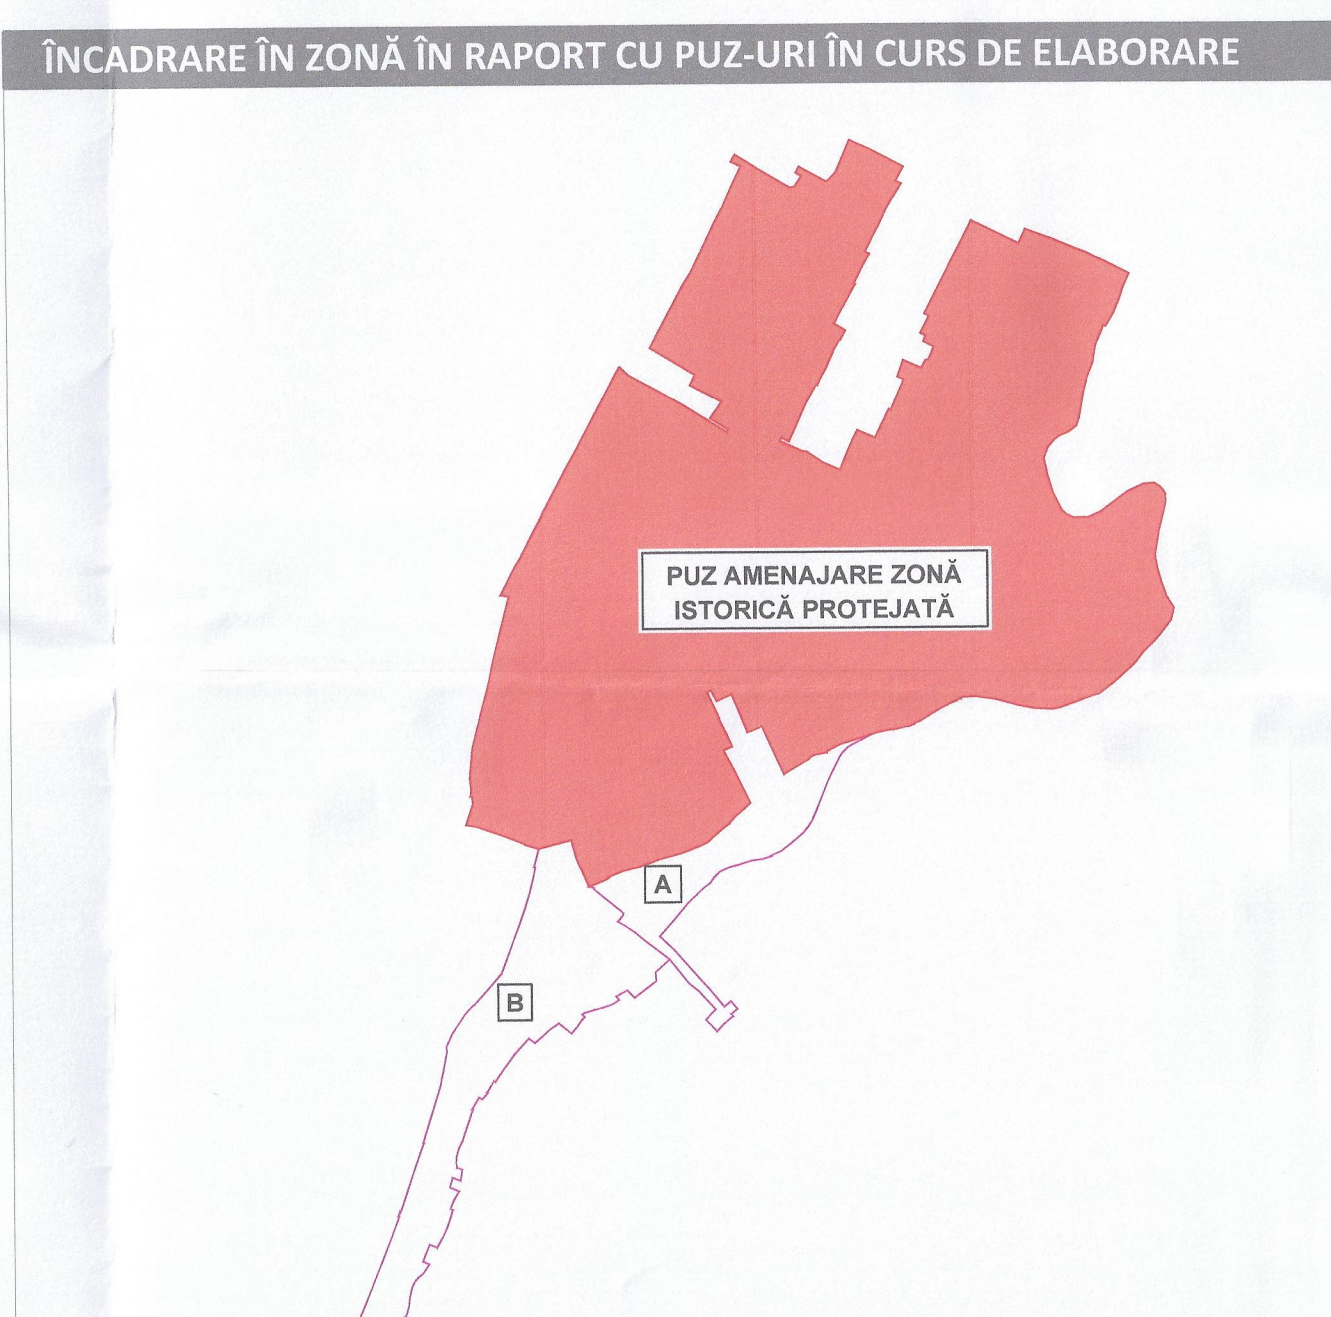 ÎNCADRARE ÎN ZONĂ ÎN RAPORT CU PUZ-URI ÎN CURS DE ELABORARE
PUZ AMENAJARE ZONĂ
ISTORICĂ PROTEJATĂ
A
B